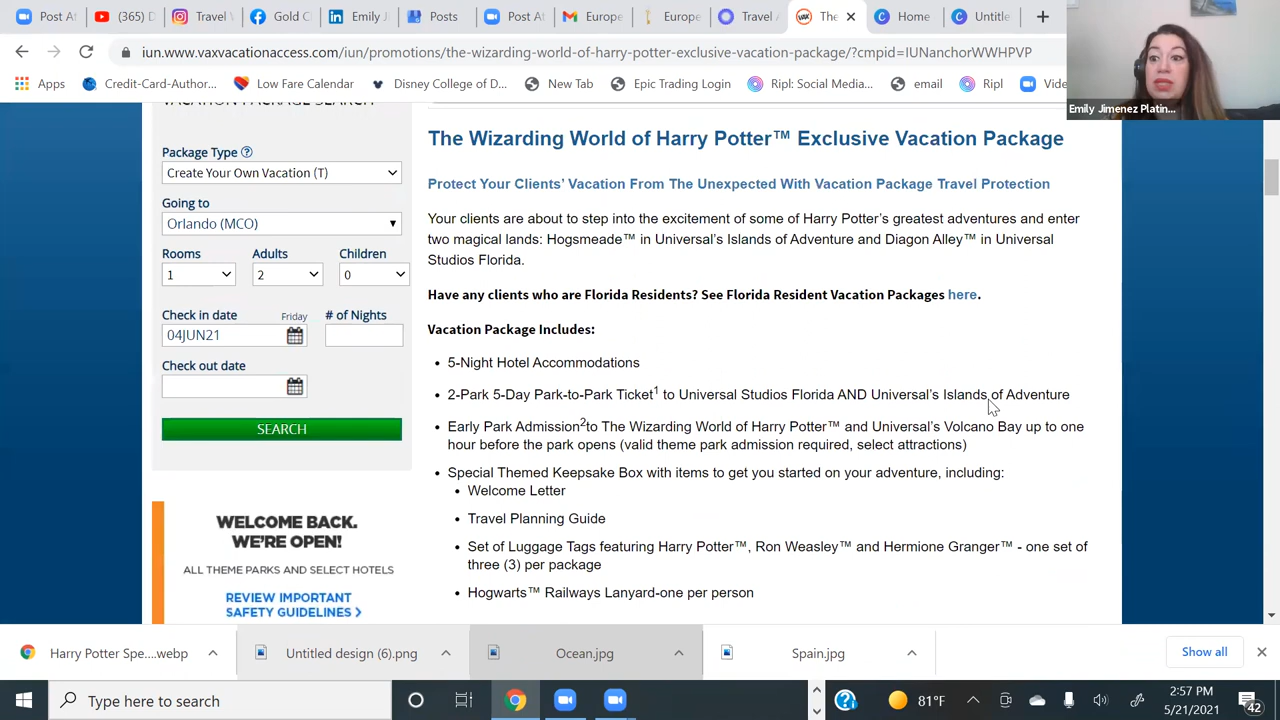 Post Af
(365) D
Travel V
Gold C
Emily J
Posts
Post Af
Europe
Europe
Travel A
The
Home
Untitle
iun.vaxvacationaccess.com/iun/promotions/the-wizarding-world-of-harry-potter-exclusive-vacation-package/?cmpid=IUNanchorWWHPVP
Apps
Credit-Card-Author...
Low Fare Calendar
Disney College of D...
New Tab
Epic Trading Login
Ripl: Social Media...
email
Ripl
Vide
Emily Jimenez Platin...
Package Type
Create Your Own Vacation (T)
Going to
Orlando (MCO)
Rooms Adults Children
1 2 0
Check in date Friday # of Nights
04JUN21
Check out date
SEARCH
WELCOME BACK.
WE'RE OPEN!
ALL THEME PARKS AND SELECT HOTELS
REVIEW IMPORTANT
SAFETY GUIDELINES >
The Wizarding World of Harry Potter™ Exclusive Vacation Package
Protect Your Clients' Vacation From The Unexpected With Vacation Package Travel Protection
Your clients are about to step into the excitement of some of Harry Potter's greatest adventures and enter
two magical lands: Hogsmeade™ in Universal's Islands of Adventure and Diagon Alley™ in Universal
Studios Florida.
Have any clients who are Florida Residents? See Florida Resident Vacation Packages here.
Vacation Package Includes:
• 5-Night Hotel Accommodations
• 2-Park 5-Day Park-to-Park Ticket1 to Universal Studios Florida AND Universal's Islands of Adventure
• Early Park Admission2to The Wizarding World of Harry Potter™ and Universal's Volcano Bay up to one
hour before the park opens (valid theme park admission required, select attractions)
• Special Themed Keepsake Box with items to get you started on your adventure, including:
• Welcome Letter
• Travel Planning Guide
• Set of Luggage Tags featuring Harry Potter™, Ron Weasley™ and Hermione Granger™ - one set of
three (3) per package
• Hogwarts™ Railways Lanyard-one per person
Harry Potter Spe....webp
Untitled design (6).png
Ocean.jpg
Spain.jpg
Show all
Type here to search
81°F
2:57 PM
5/21/2021
42